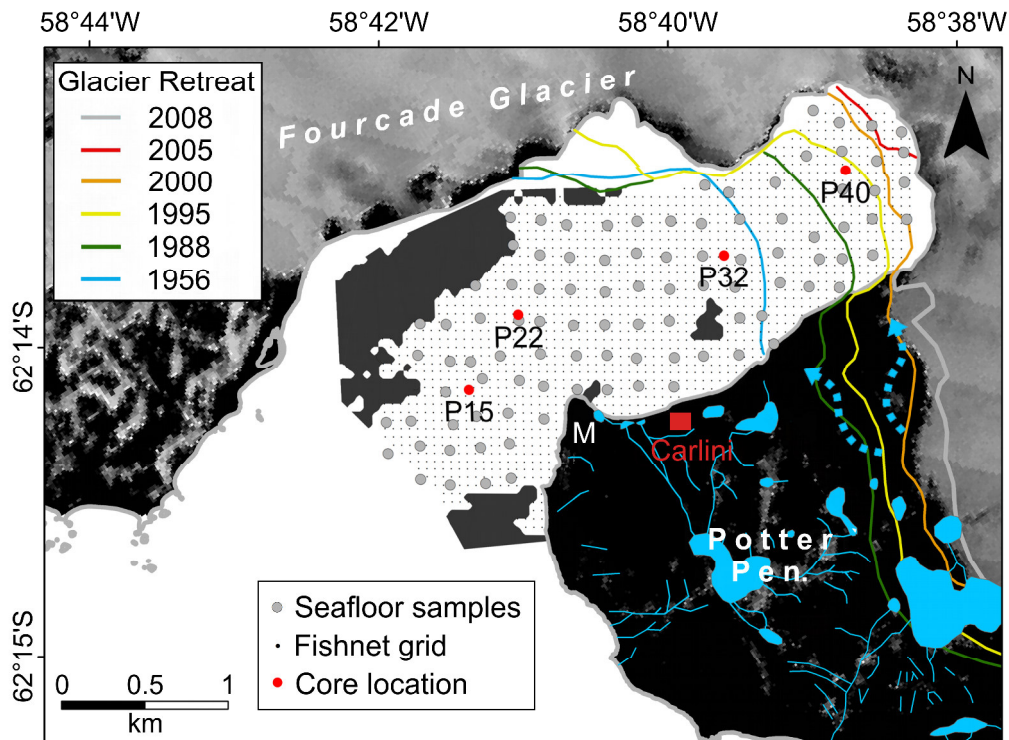 58°44'W 58°42'W 58°40'W 58°38'W
Glacier Retreat
2008
2005
2000
1995
1988
1956
Fourcade Glacier
N
P40
P32
P22
P15
M
Carlini
Potter
Pen.
62°14'S
62°15'S
Seafloor samples
Fishnet grid
Core location
0 0.5 1
km